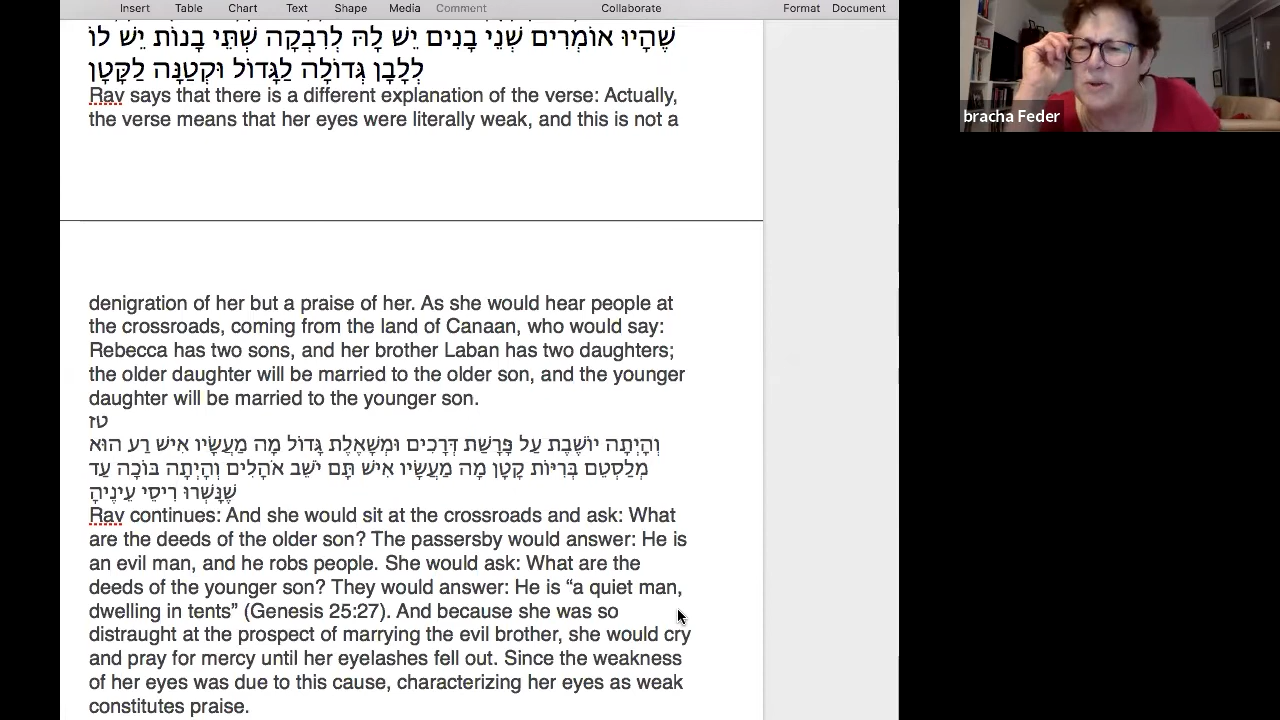 Insert Table Chart Text Shape Media Comment Collaborate Format Document
שֶׁהָיוּ אוֹמְרִים שְׁנֵי בָנִים יֵשׁ לָהּ לְרִבְקָה שְׁתֵּי בָנוֹת יֵשׁ לוֹ
לְלָבָן גְּדוֹלָה לַגָּדוֹל וּקְטַנָּה לַקָּטָן
Rav says that there is a different explanation of the verse: Actually,
the verse means that her eyes were literally weak, and this is not a
denigration of her but a praise of her. As she would hear people at
the crossroads, coming from the land of Canaan, who would say:
Rebecca has two sons, and her brother Laban has two daughters;
the older daughter will be married to the older son, and the younger
daughter will be married to the younger son.
טז
וְהָיְתָה יוֹשֶׁבֶת עַל פָּרָשַׁת דְּרָכִים וּמְשָׁאֶלֶת גָּדוֹל מָה מַעֲשָׂיו אִישׁ רַע הוּא
מְלַסְטֵם בְּרִיּוֹת קָטָן מָה מַעֲשָׂיו אִישׁ תָּם יֹשֵׁב אֹהָלִים וְהָיְתָה בּוֹכָה עַד
שֶׁנָּשְׁרוּ רִיסֵי עֵינֶיהָ
Rav continues: And she would sit at the crossroads and ask: What
are the deeds of the older son? The passersby would answer: He is
an evil man, and he robs people. She would ask: What are the
deeds of the younger son? They would answer: He is “a quiet man,
dwelling in tents” (Genesis 25:27). And because she was so
distraught at the prospect of marrying the evil brother, she would cry
and pray for mercy until her eyelashes fell out. Since the weakness
of her eyes was due to this cause, characterizing her eyes as weak
constitutes praise.
bracha Feder